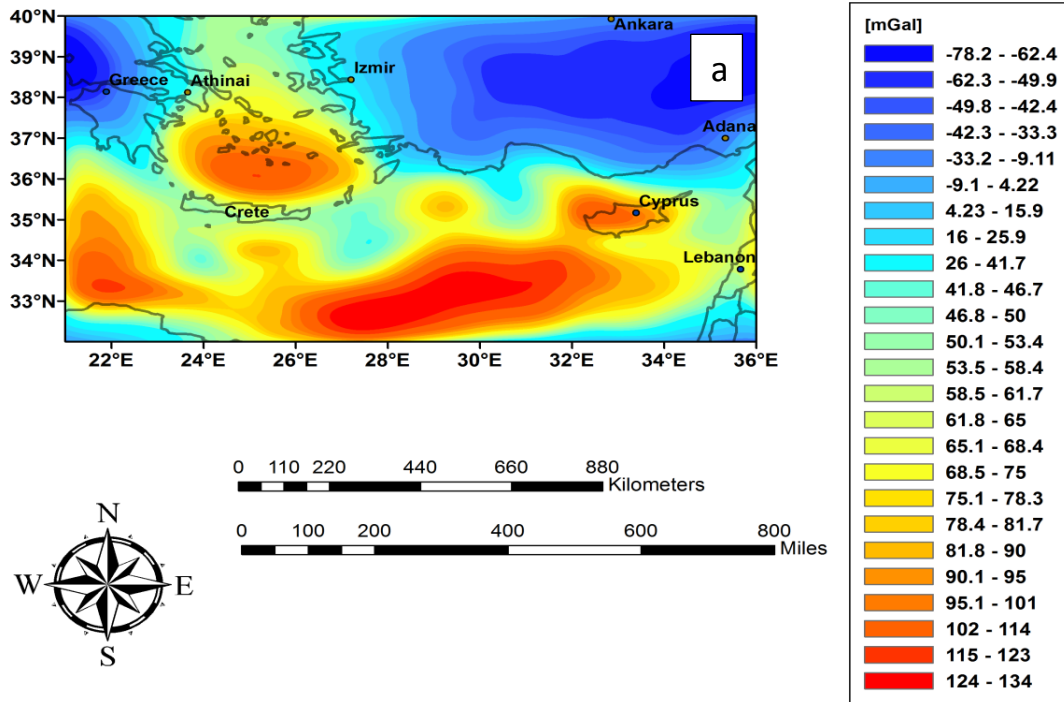 40°N
39°N
38°N
37°N
36°N
35°N
34°N
33°N
22°E
24°E
26°E
28°E
30°E
32°E
34°E
36°E
Ankara
a
Izmir
Greece
Athinai
Adana
Crete
Cyprus
Lebanon
0 110 220 440 660 880
Kilometers
0 100 200 400 600 800
Miles
N
W
E
S
[mGal]
-78.2 - -62.4
-62.3 - -49.9
-49.8 - -42.4
-42.3 - -33.3
-33.2 - -9.11
-9.1 - 4.22
4.23 - 15.9
16 - 25.9
26 - 41.7
41.8 - 46.7
46.8 - 50
50.1 - 53.4
53.5 - 58.4
58.5 - 61.7
61.8 - 65
65.1 - 68.4
68.5 - 75
75.1 - 78.3
78.4 - 81.7
81.8 - 90
90.1 - 95
95.1 - 101
102 - 114
115 - 123
124 - 134